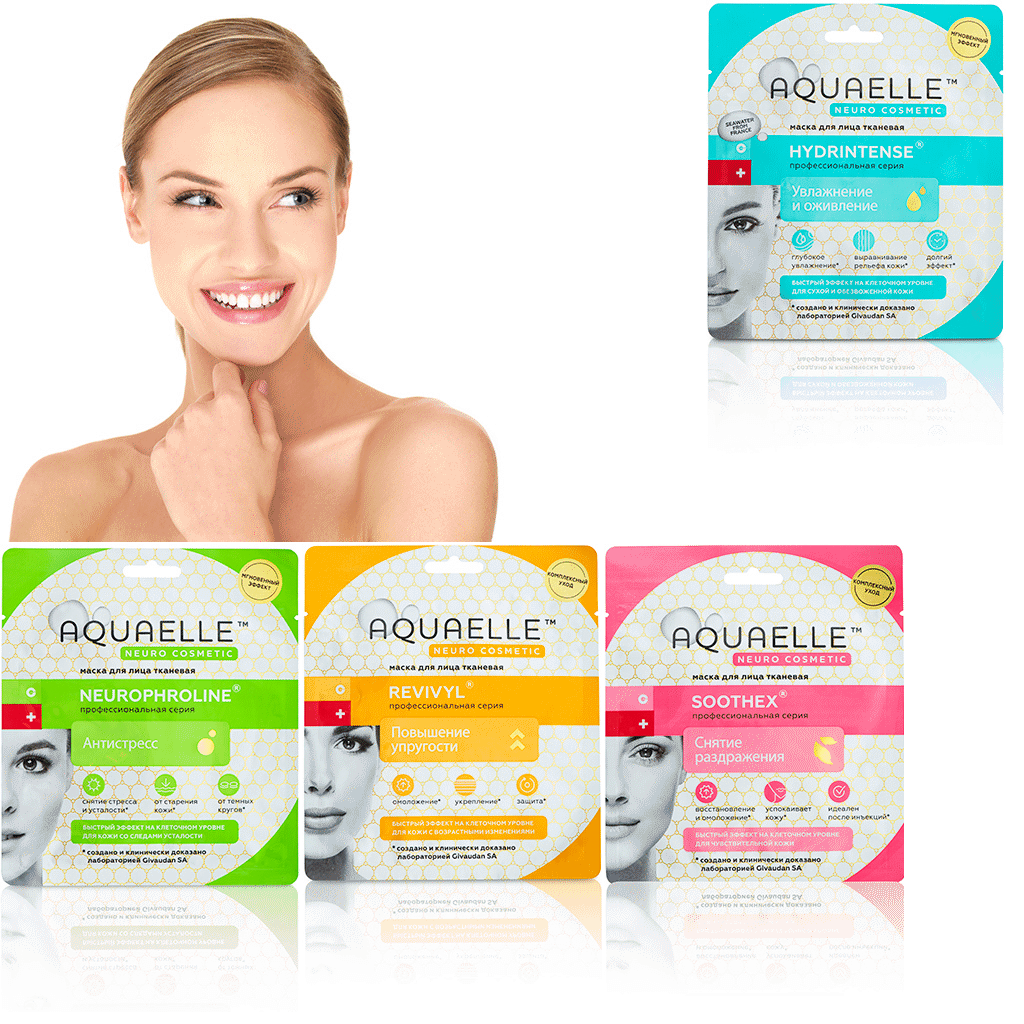 МГНОВЕННЫЙ
ЭФФЕКТ
AQUAELLE™
NEURO COSMETIC
SEAWATER
FROM
FRANCE
маска для лица тканевая
HYDRINTENSE®
профессиональная серия
Увлажнение
и оживление
глубокое
увлажнение*
выравнивание
рельефа кожи*
долгий
эффект*
БЫСТРЫЙ ЭФФЕКТ НА КЛЕТОЧНОМ УРОВНЕ
ДЛЯ СУХОЙ И ОБЕЗВОЖЕННОЙ КОЖИ
* создано и клинически доказано
лабораторией Givaudan SA
МГНОВЕННЫЙ
ЭФФЕКТ
AQUAELLE™
NEURO COSMETIC
маска для лица тканевая
NEUROPHROLINE®
профессиональная серия
Антистресс
снятие стресса
и усталости*
от старения
кожи*
от темных
кругов*
БЫСТРЫЙ ЭФФЕКТ НА КЛЕТОЧНОМ УРОВНЕ
ДЛЯ КОЖИ СО СЛЕДАМИ УСТАЛОСТИ
* создано и клинически доказано
лабораторией Givaudan SA
КОМПЛЕКСНЫЙ
УХОД
AQUAELLE™
NEURO COSMETIC
маска для лица тканевая
REVIVYL®
профессиональная серия
Повышение
упругости
омоложение*
укрепление*
защита*
БЫСТРЫЙ ЭФФЕКТ НА КЛЕТОЧНОМ УРОВНЕ
ДЛЯ КОЖИ С ВОЗРАСТНЫМИ ИЗМЕНЕНИЯМИ
* создано и клинически доказано
лабораторией Givaudan SA
КОМПЛЕКСНЫЙ
УХОД
AQUAELLE™
NEURO COSMETIC
маска для лица тканевая
SOOTHEX®
профессиональная серия
Снятие
раздражения
восстановление
и омоложение*
успокаивает
кожу*
идеален
после инъекций*
БЫСТРЫЙ ЭФФЕКТ НА КЛЕТОЧНОМ УРОВНЕ
ДЛЯ ЧУВСТВИТЕЛЬНОЙ КОЖИ
* создано и клинически доказано
лабораторией Givaudan SA